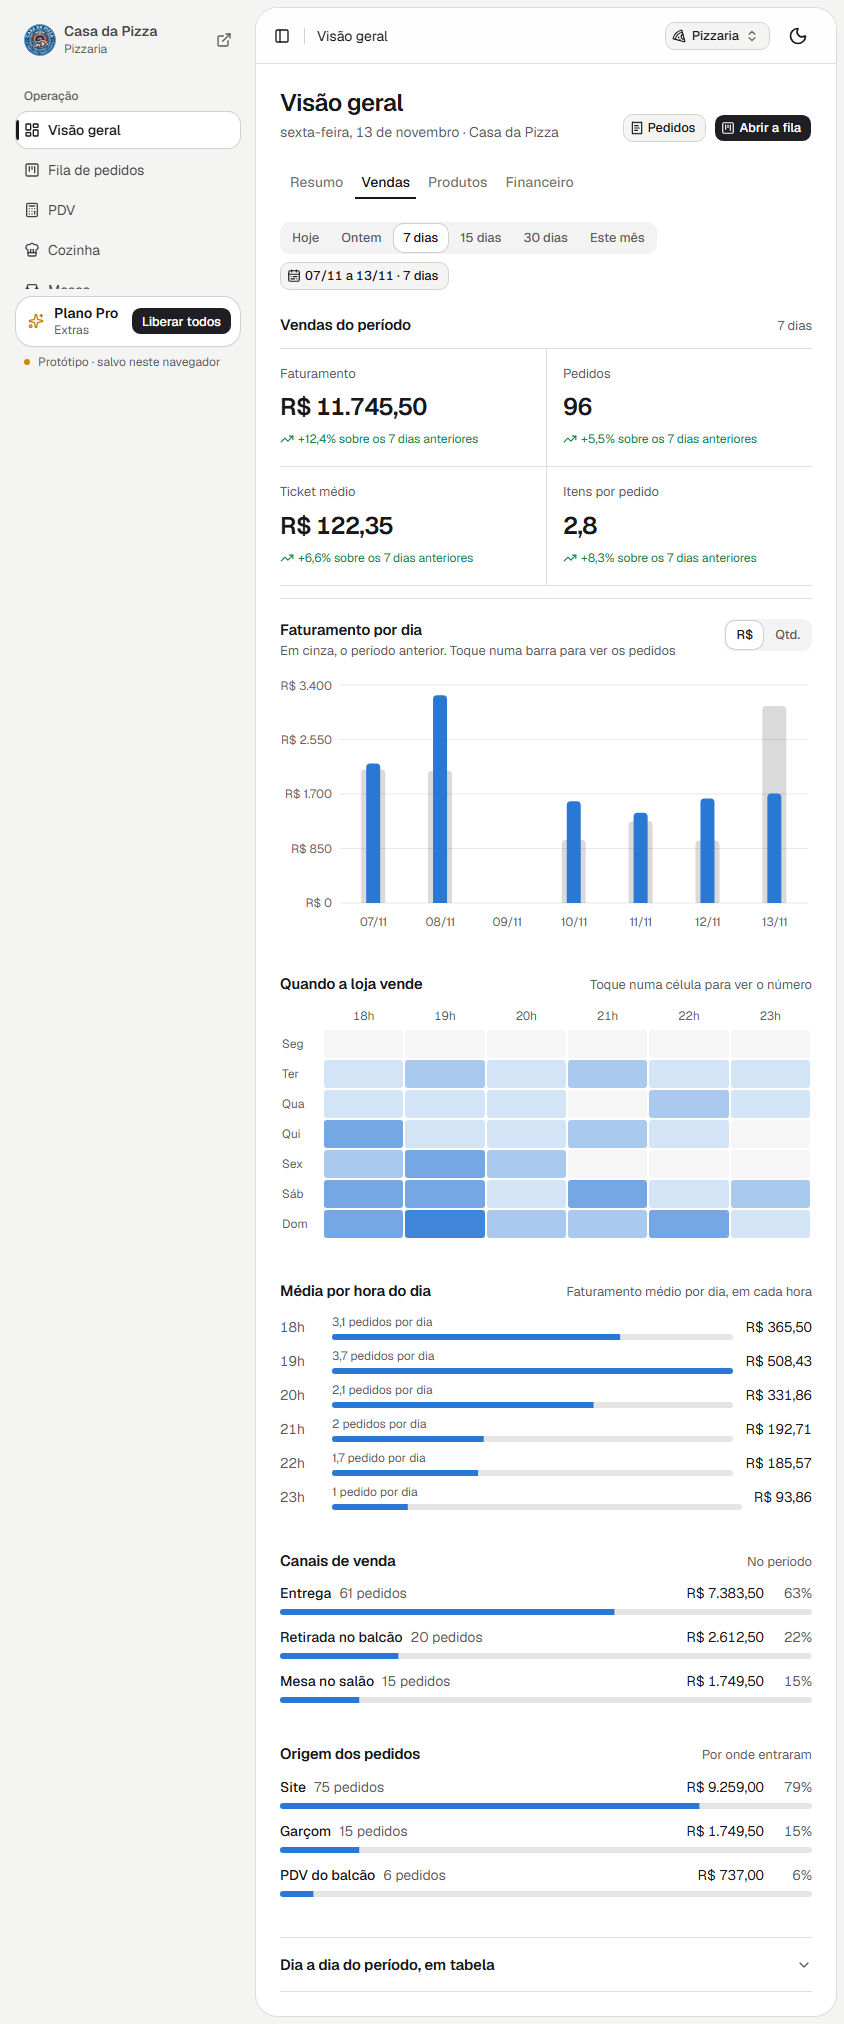 Casa da Pizza
Pizzaria
Operação
Visão geral
Fila de pedidos
PDV
Cozinha
Mesas
Plano Pro
Extras
Liberar todos
Protótipo · salvo neste navegador
Visão geral
Pizzaria
Visão geral
sexta-feira, 13 de novembro · Casa da Pizza
Pedidos
Abrir a fila
Resumo Vendas Produtos Financeiro
Hoje Ontem 7 dias 15 dias 30 dias Este mês
07/11 a 13/11 · 7 dias
Vendas do período
7 dias
Faturamento
R$ 11.745,50
+12,4% sobre os 7 dias anteriores
Pedidos
96
+5,5% sobre os 7 dias anteriores
Ticket médio
R$ 122,35
+6,6% sobre os 7 dias anteriores
Itens por pedido
2,8
+8,3% sobre os 7 dias anteriores
Faturamento por dia
Em cinza, o período anterior. Toque numa barra para ver os pedidos
R$ Qtd.
R$ 3.400
R$ 2.550
R$ 1.700
R$ 850
R$ 0
07/11 08/11 09/11 10/11 11/11 12/11 13/11
Quando a loja vende
Toque numa célula para ver o número
18h 19h 20h 21h 22h 23h
Seg
Ter
Qua
Qui
Sex
Sáb
Dom
Média por hora do dia
Faturamento médio por dia, em cada hora
18h 3,1 pedidos por dia R$ 365,50
19h 3,7 pedidos por dia R$ 508,43
20h 2,1 pedidos por dia R$ 331,86
21h 2 pedidos por dia R$ 192,71
22h 1,7 pedido por dia R$ 185,57
23h 1 pedido por dia R$ 93,86
Canais de venda
No período
Entrega 61 pedidos R$ 7.383,50 63%
Retirada no balcão 20 pedidos R$ 2.612,50 22%
Mesa no salão 15 pedidos R$ 1.749,50 15%
Origem dos pedidos
Por onde entraram
Site 75 pedidos R$ 9.259,00 79%
Garçom 15 pedidos R$ 1.749,50 15%
PDV do balcão 6 pedidos R$ 737,00 6%
Dia a dia do período, em tabela